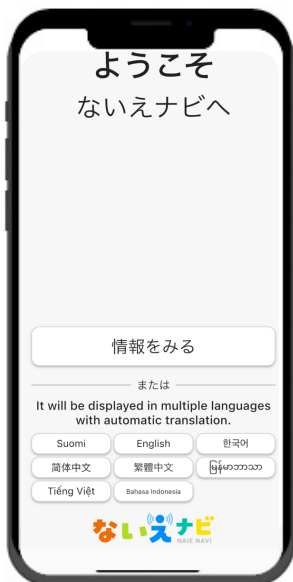 ようこそ
ないえナビへ
情報をみる
または
It will be displayed in multiple languages
with automatic translation.
Suomi English 한국어
简体中文 繁體中文 မြန်မာဘာသာ
Tiếng Việt Bahasa Indonesia
ないえナビ
NAIE NAVI